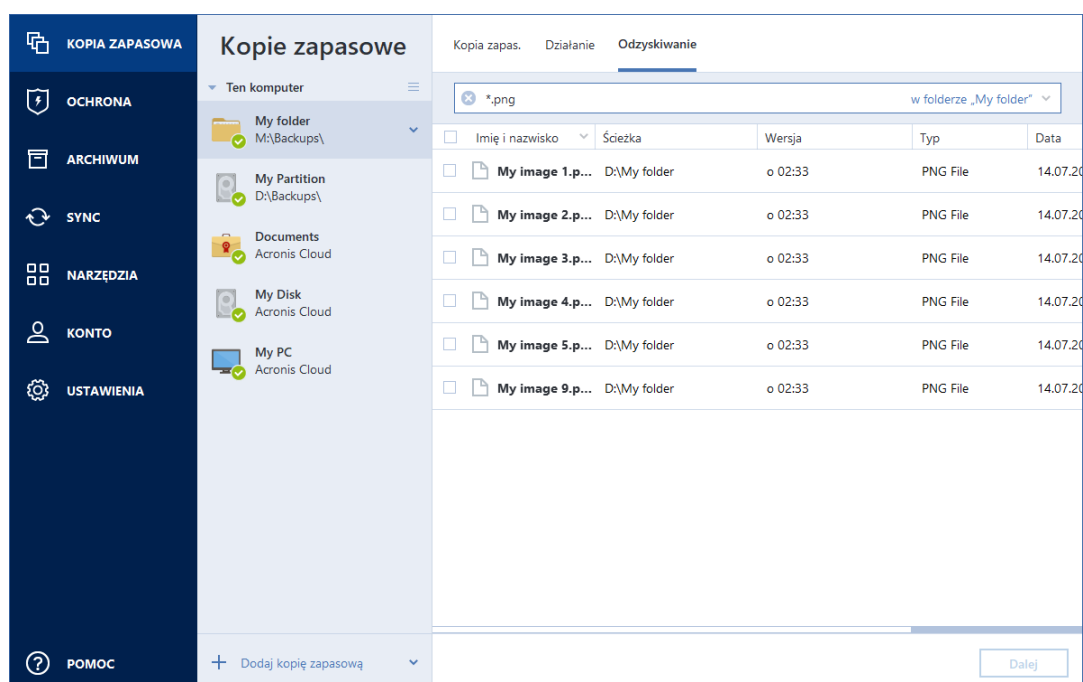 KOPIA ZAPASOWA
OCHRONA
ARCHIWUM
SYNC
NARZĘDZIA
KONTO
USTAWIENIA
POMOC
Kopie zapasowe
Ten komputer
My folder
M:\Backups\
My Partition
D:\Backups\
Documents
Acronis Cloud
My Disk
Acronis Cloud
My PC
Acronis Cloud
Dodaj kopię zapasową
Kopia zapas. Działanie Odzyskiwanie
*.png w folderze „My folder”
Imię i nazwisko Ścieżka Wersja Typ Data
My image 1.p... D:\My folder o 02:33 PNG File 14.07.20
My image 2.p... D:\My folder o 02:33 PNG File 14.07.20
My image 3.p... D:\My folder o 02:33 PNG File 14.07.20
My image 4.p... D:\My folder o 02:33 PNG File 14.07.20
My image 5.p... D:\My folder o 02:33 PNG File 14.07.20
My image 9.p... D:\My folder o 02:33 PNG File 14.07.20
Dalej